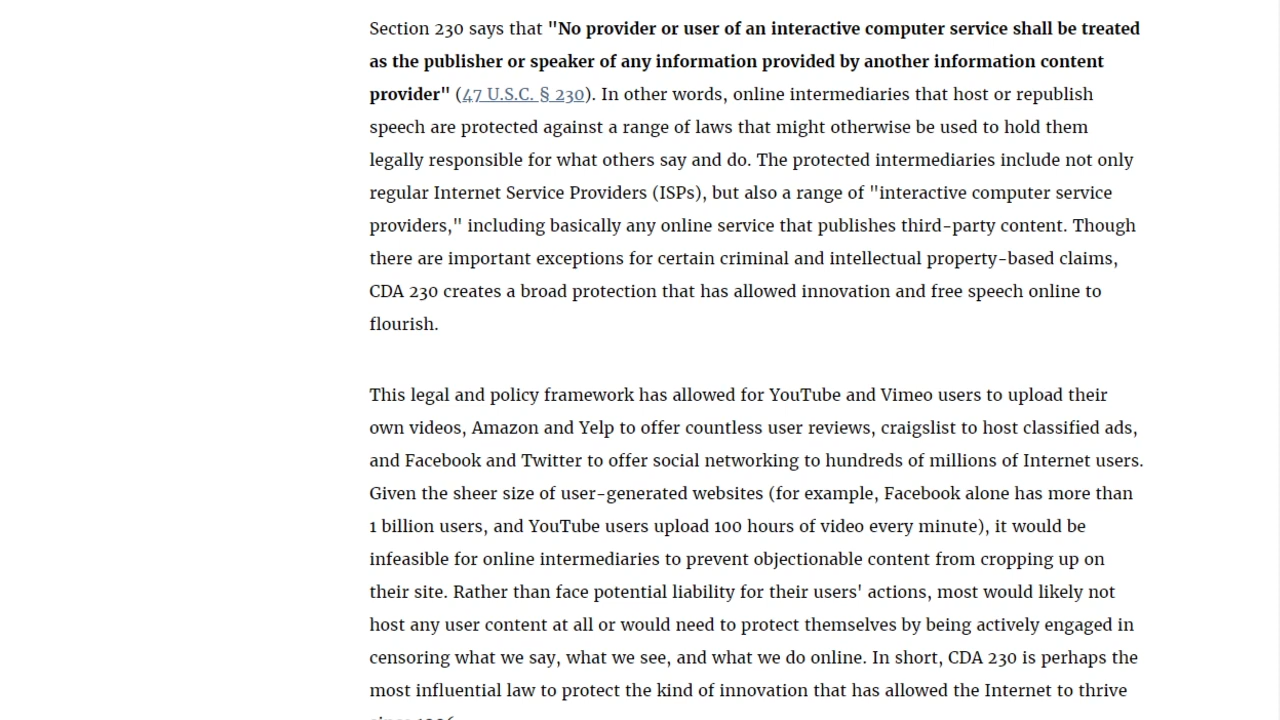 Section 230 says that "No provider or user of an interactive computer service shall be treated
as the publisher or speaker of any information provided by another information content
provider" (47 U.S.C. § 230). In other words, online intermediaries that host or republish
speech are protected against a range of laws that might otherwise be used to hold them
legally responsible for what others say and do. The protected intermediaries include not only
regular Internet Service Providers (ISPs), but also a range of "interactive computer service
providers," including basically any online service that publishes third-party content. Though
there are important exceptions for certain criminal and intellectual property-based claims,
CDA 230 creates a broad protection that has allowed innovation and free speech online to
flourish.
This legal and policy framework has allowed for YouTube and Vimeo users to upload their
own videos, Amazon and Yelp to offer countless user reviews, craigslist to host classified ads,
and Facebook and Twitter to offer social networking to hundreds of millions of Internet users.
Given the sheer size of user-generated websites (for example, Facebook alone has more than
1 billion users, and YouTube users upload 100 hours of video every minute), it would be
infeasible for online intermediaries to prevent objectionable content from cropping up on
their site. Rather than face potential liability for their users' actions, most would likely not
host any user content at all or would need to protect themselves by being actively engaged in
censoring what we say, what we see, and what we do online. In short, CDA 230 is perhaps the
most influential law to protect the kind of innovation that has allowed the Internet to thrive